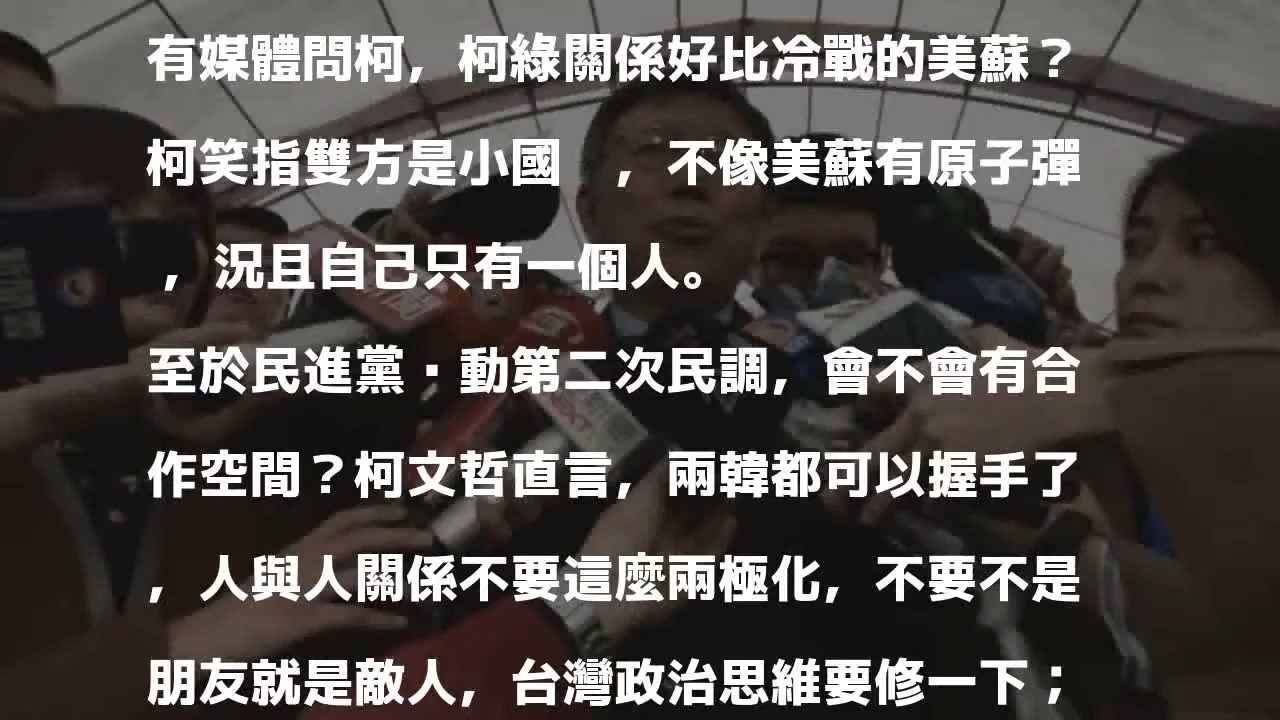 有媒體問柯，柯綠關係好比冷戰的美蘇？
柯笑指雙方是小國　，不像美蘇有原子彈
，況且自己只有一個人。
至於民進黨▪動第二次民調，會不會有合
作空間？柯文哲直言，兩韓都可以握手了
，人與人關係不要這麼兩極化，不要不是
朋友就是敵人，台灣政治思維要修一下；